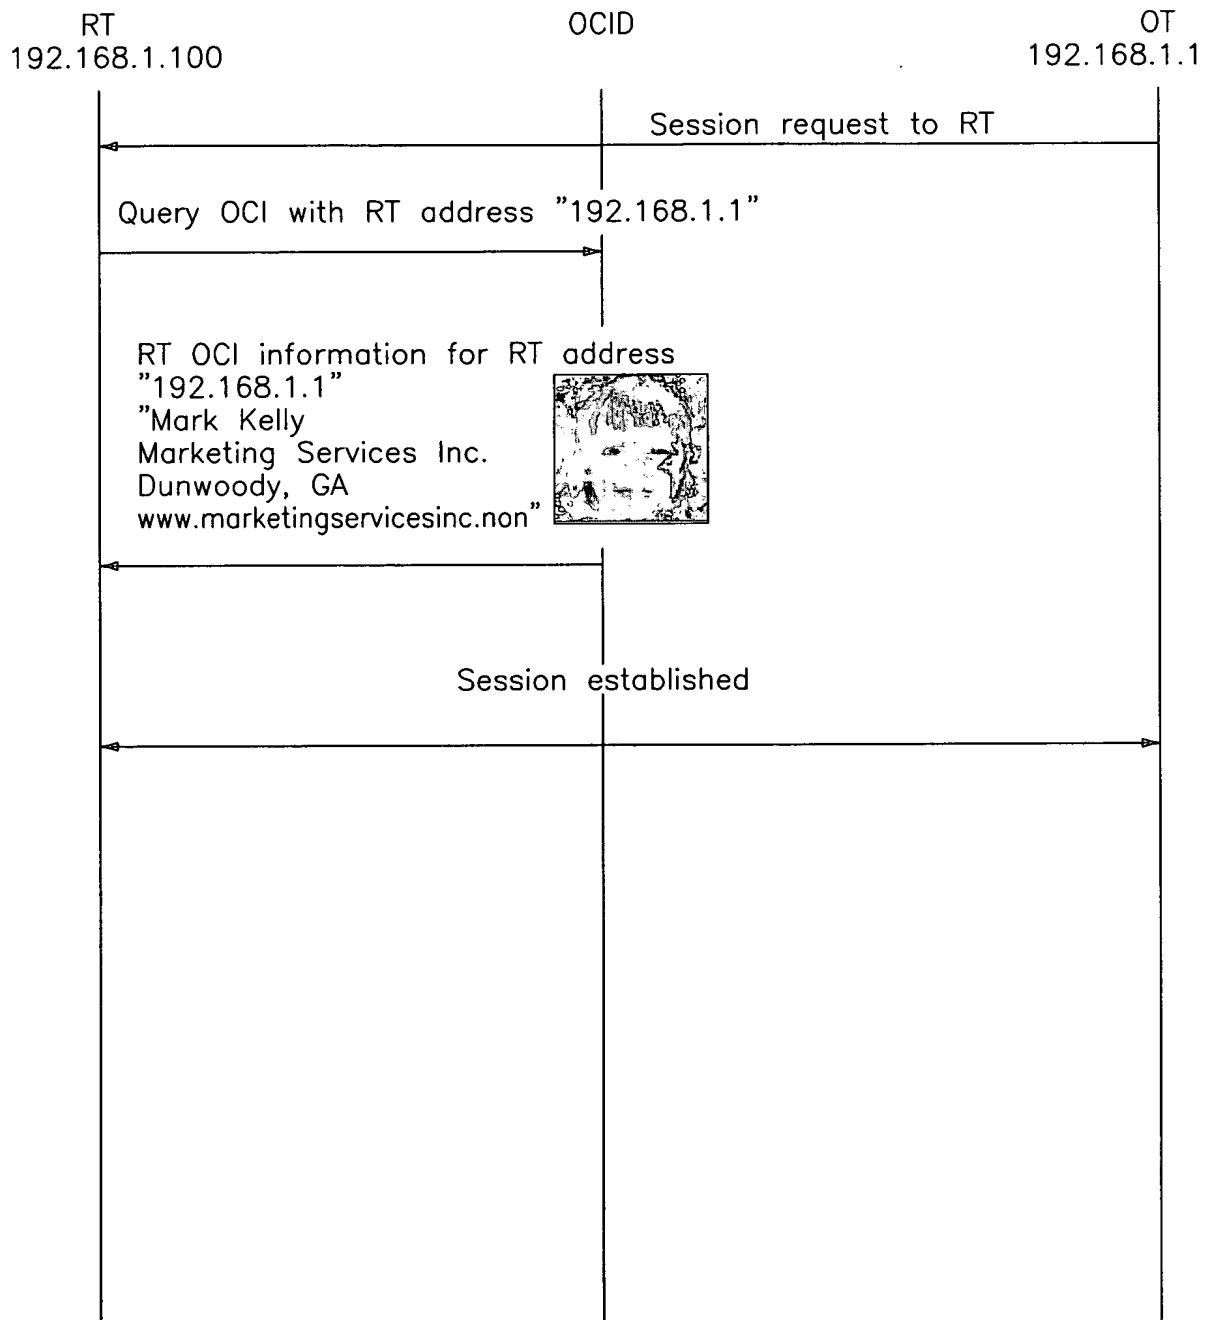 RT
192.168.1.100
OCID
OT
192.168.1.1
Session request to RT
Query OCI with RT address "192.168.1.1"
RT OCI information for RT address
"192.168.1.1"
"Mark Kelly
Marketing Services Inc.
Dunwoody, GA
www.marketingservicesinc.non"
Session established